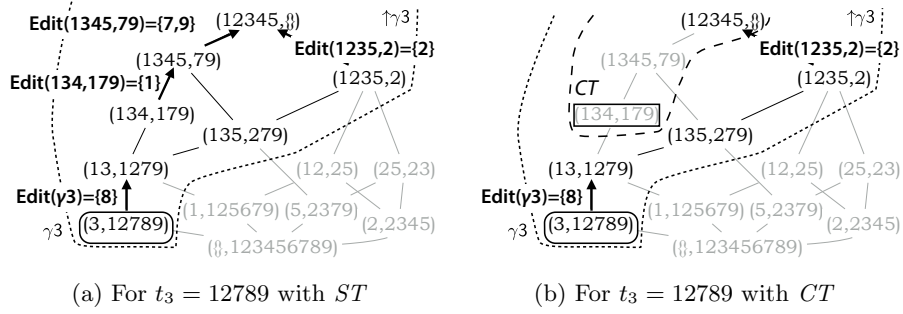 Edit(1345,79)={7,9}
(12345,∅)
↑γ3
Edit(1235,2)={2}
(1345,79)
Edit(134,179)={1}
(1235,2)
(134,179)
(135,279)
(13,1279)
(12,25)
(25,23)
Edit(γ3)={8}
(1,125679)
(5,2379)
(2,2345)
γ3
(3,12789)
(∅,123456789)
(a) For t₃ = 12789 with ST
(12345,∅)
↑γ3
Edit(1235,2)={2}
(1345,79)
(1235,2)
CT
(134,179)
(135,279)
(13,1279)
(12,25)
(25,23)
Edit(γ3)={8}
(1,125679)
(5,2379)
(2,2345)
γ3
(3,12789)
(∅,123456789)
(b) For t₃ = 12789 with CT